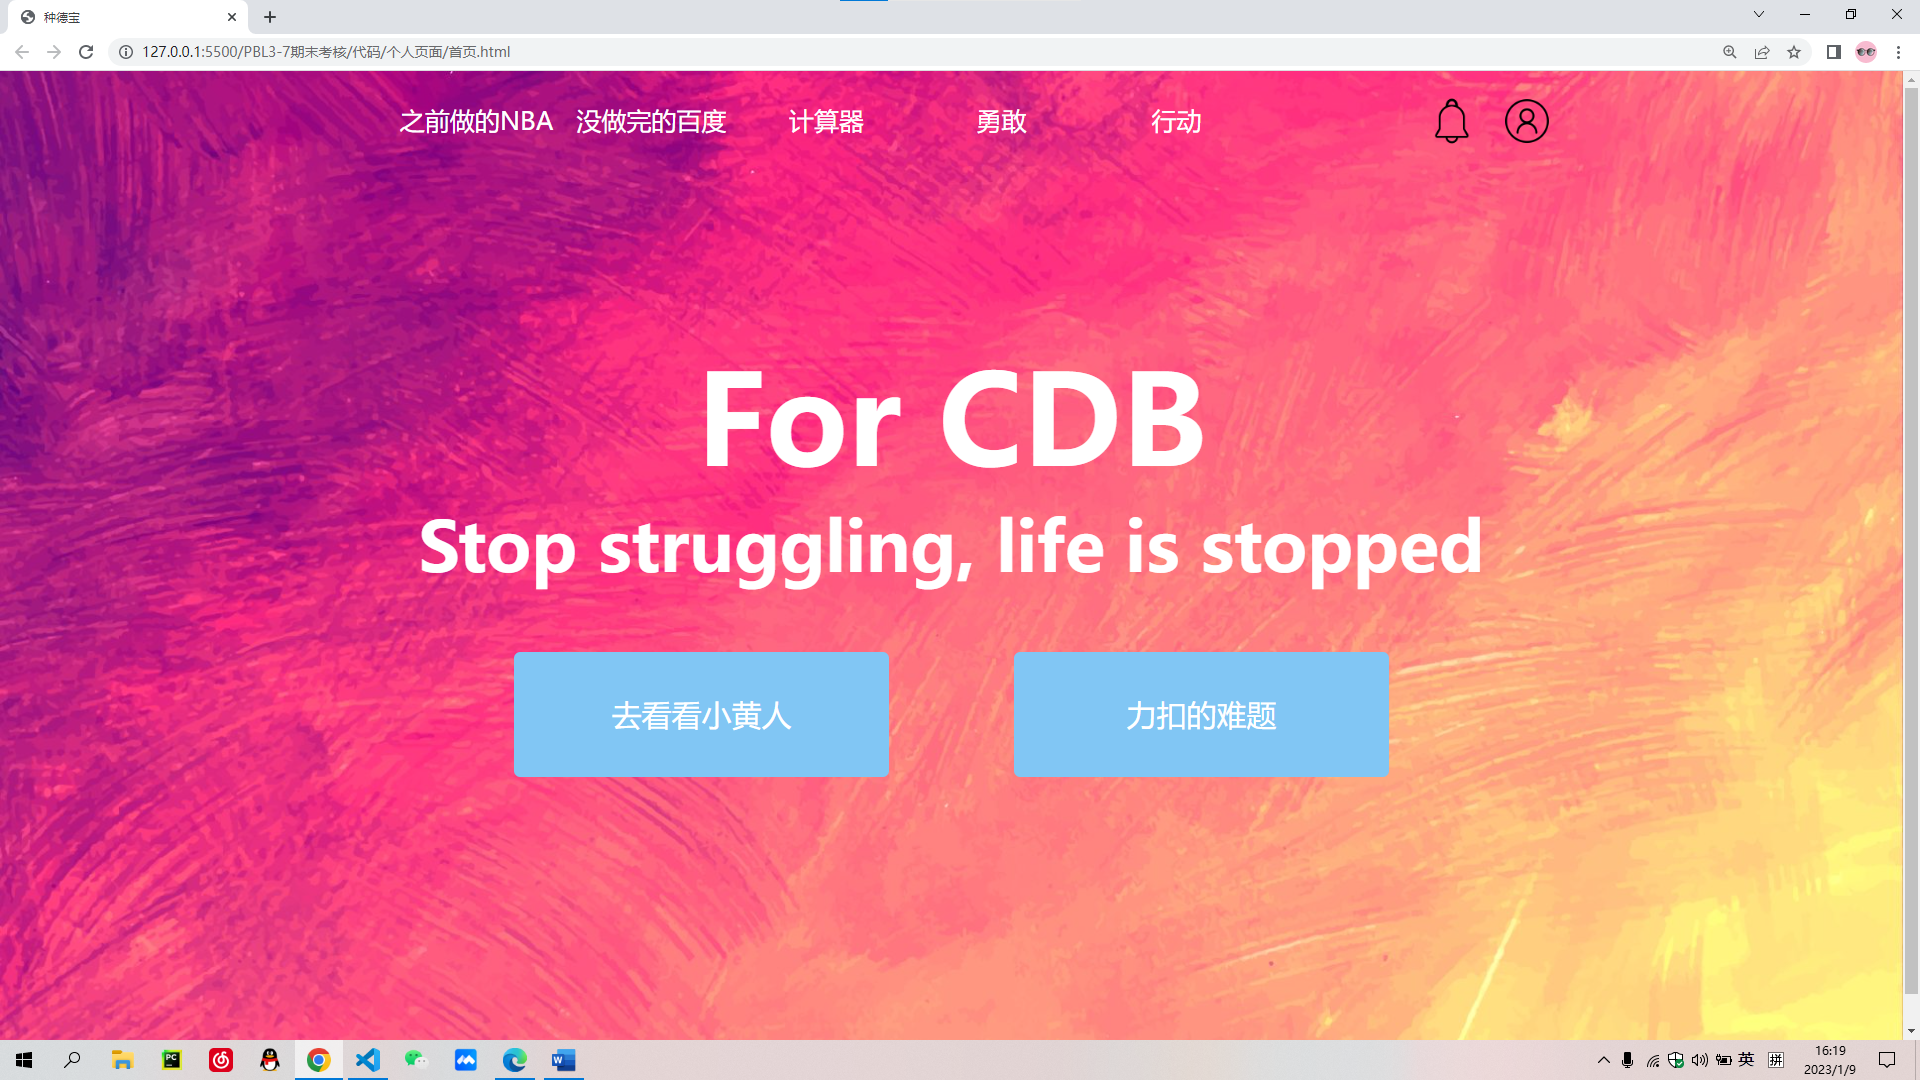 种德宝
127.0.0.1:5500/PBL3-7期末考核/代码/个人页面/首页.html
之前做的NBA 没做完的百度 计算器 勇敢 行动
For CDB
Stop struggling, life is stopped
去看看小黄人 力扣的难题
英 拼 16:19
2023/1/9